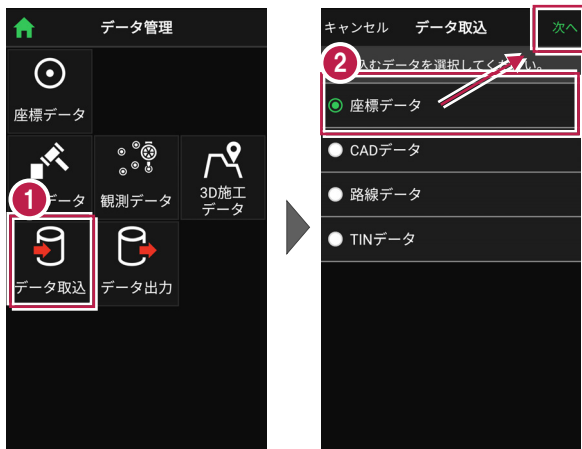 データ管理
座標データ
データ
観測データ
3D施工
データ
1
データ取込
データ出力
キャンセル
データ取込
次へ
2
込むデータを選択してください。
座標データ
CADデータ
路線データ
TINデータ